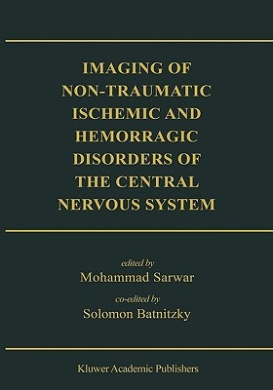 IMAGING OF
NON-TRAUMATIC
ISCHEMIC AND
HEMORRAGIC
DISORDERS OF
THE CENTRAL
NERVOUS SYSTEM
edited by
Mohammad Sarwar
co-edited by
Solomon Batnitzky
Kluwer Academic Publishers